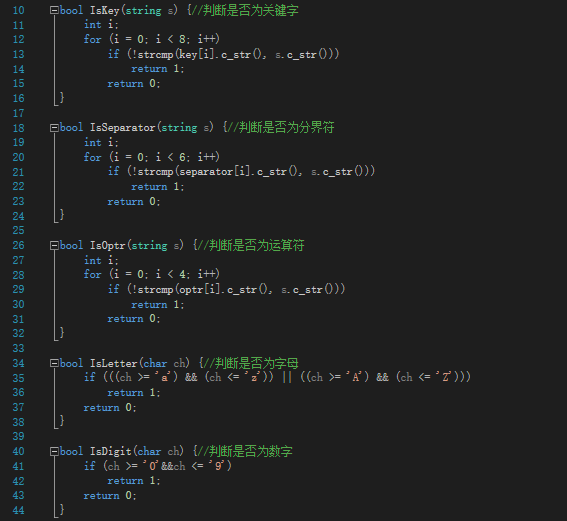 10 bool IsKey(string s) {//判断是否为关键字
11 int i;
12 for (i = 0; i < 8; i++)
13 if (!strcmp(key[i].c_str(), s.c_str()))
14 return 1;
15 return 0;
16 }
17
18 bool IsSeparator(string s) {//判断是否为分界符
19 int i;
20 for (i = 0; i < 6; i++)
21 if (!strcmp(separator[i].c_str(), s.c_str()))
22 return 1;
23 return 0;
24 }
25
26 bool IsOptr(string s) {//判断是否为运算符
27 int i;
28 for (i = 0; i < 4; i++)
29 if (!strcmp(optr[i].c_str(), s.c_str()))
30 return 1;
31 return 0;
32 }
33
34 bool IsLetter(char ch) {//判断是否为字母
35 if (((ch >= 'a') && (ch <= 'z')) || ((ch >= 'A') && (ch <= 'Z')))
36 return 1;
37 return 0;
38 }
39
40 bool IsDigit(char ch) {//判断是否为数字
41 if (ch >= '0'&&ch <= '9')
42 return 1;
43 return 0;
44 }